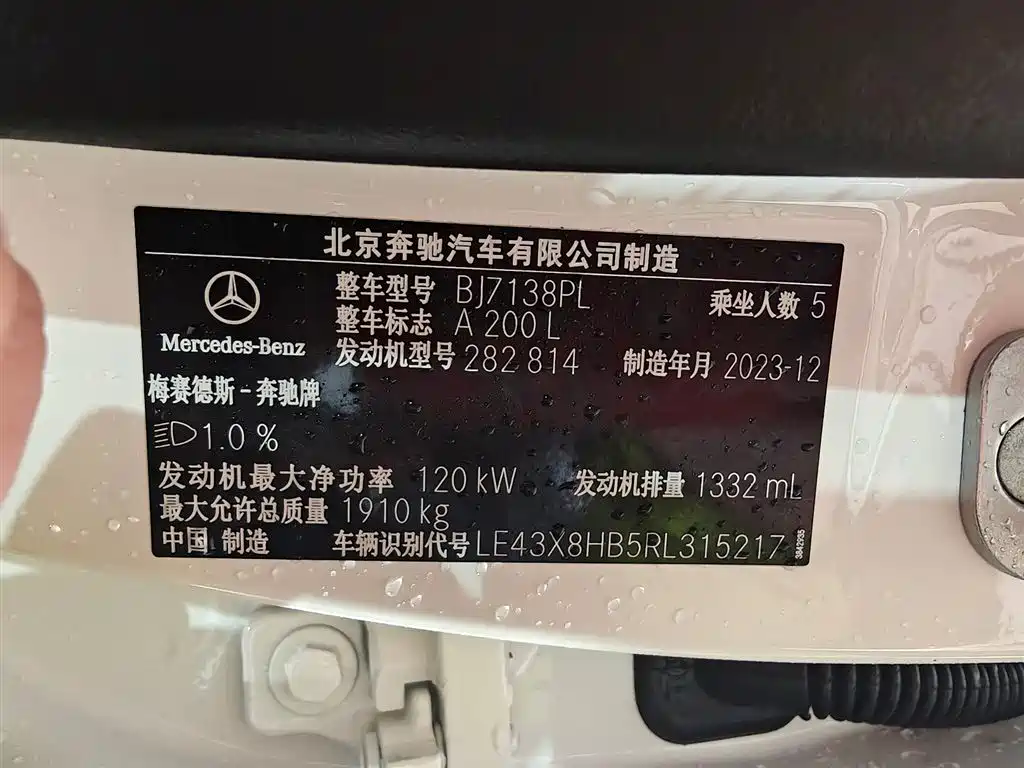 北京奔驰汽车有限公司制造
整车型号 BJ7138PL 乘坐人数 5
整车标志 A 200 L
Mercedes-Benz
发动机型号 282 814 制造年月 2023-12
梅赛德斯-奔驰牌
1.0 %
发动机最大净功率 120 kW 发动机排量 1332 mL
最大允许总质量 1910 kg
中国 制造 车辆识别代号 LE43X8HB5RL315217
3842935